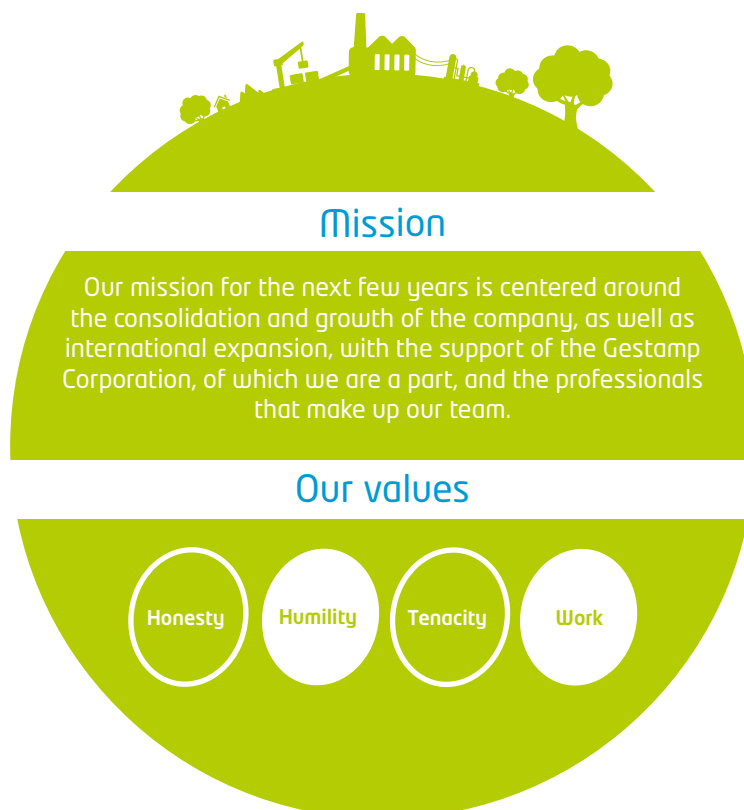 Mission
Our mission for the next few years is centered around
the consolidation and growth of the company, as well as
international expansion, with the support of the Gestamp
Corporation, of which we are a part, and the professionals
that make up our team.
Our values
Honesty
Humility
Tenacity
Work